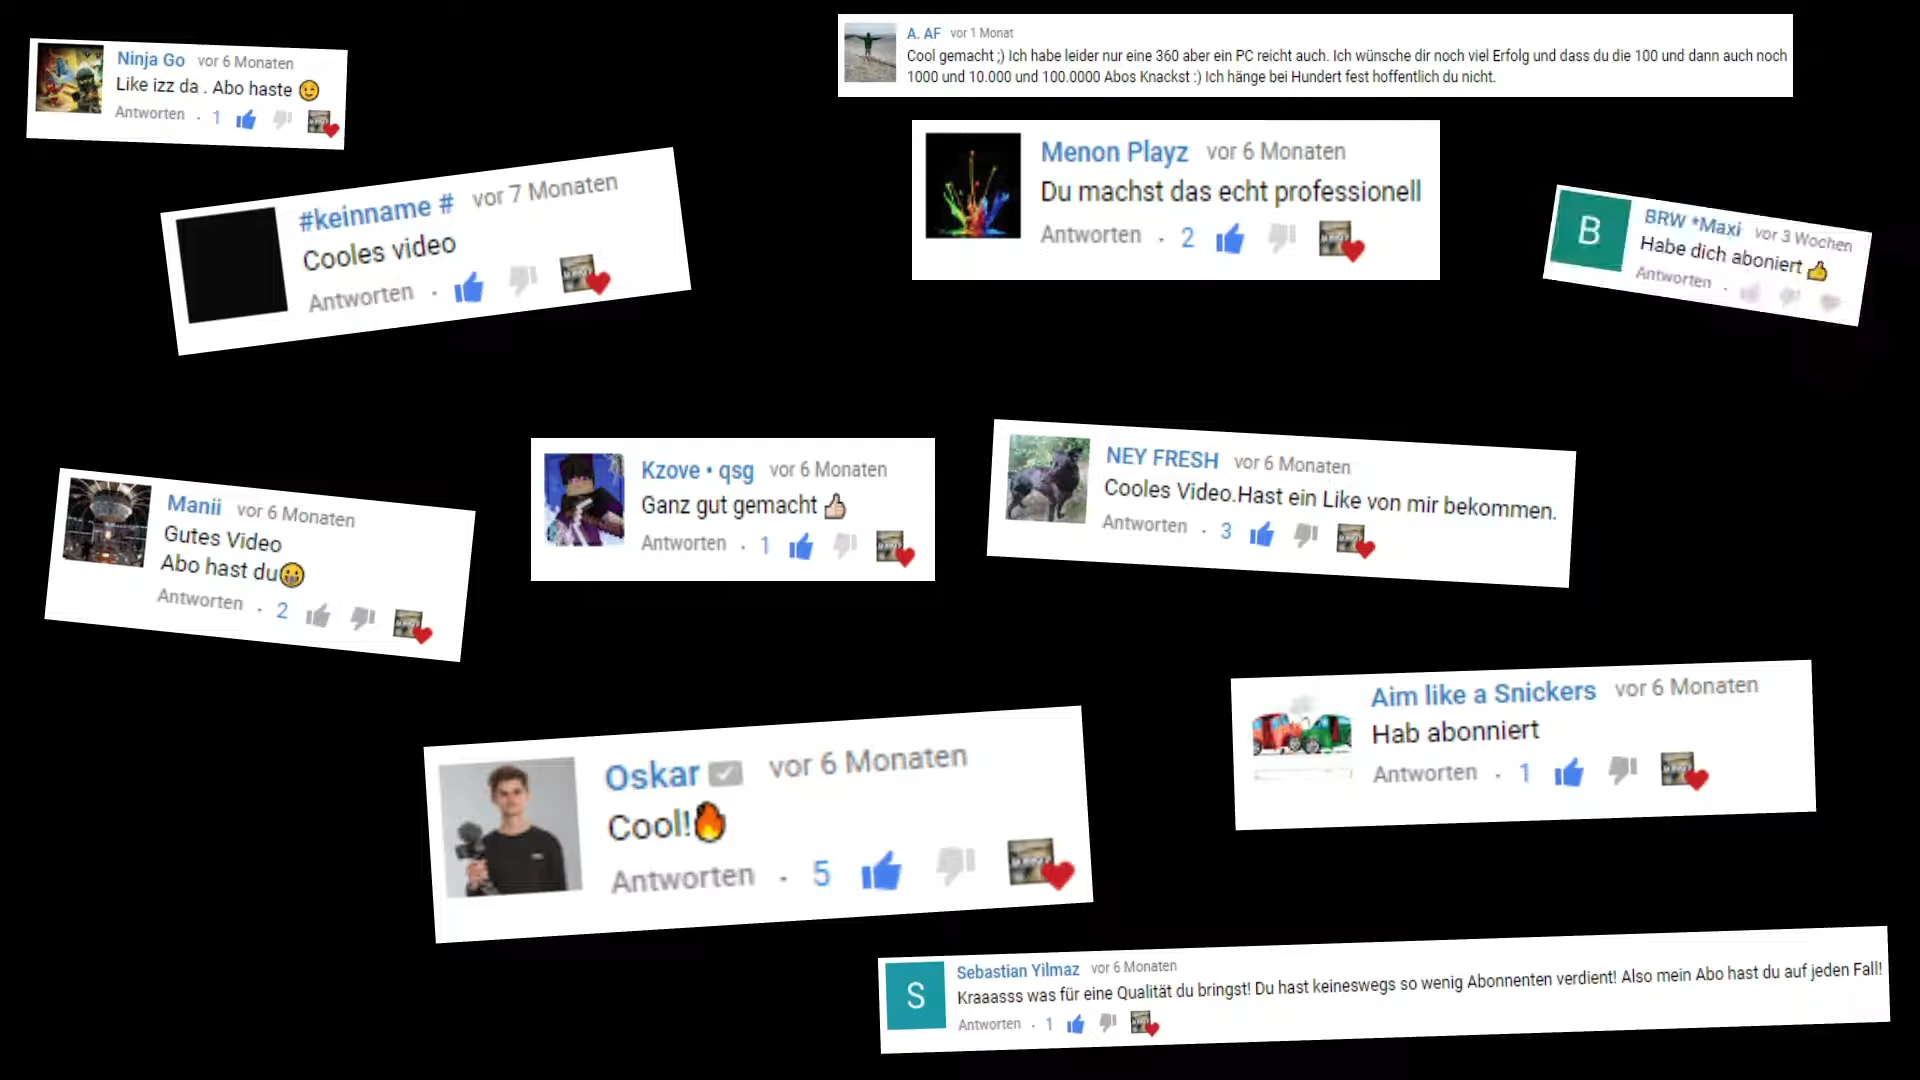 Ninja Go vor 6 Monaten
Like izz da . Abo haste 😉
Antworten · 1
A. AF vor 1 Monat
Cool gemacht ;) Ich habe leider nur eine 360 aber ein PC reicht auch. Ich wünsche dir noch viel Erfolg und dass du die 100 und dann auch noch
1000 und 10.000 und 100.0000 Abos Knackst :) Ich hänge bei Hundert fest hoffentlich du nicht.
#keinname # vor 7 Monaten
Cooles video
Antworten ·
Menon Playz vor 6 Monaten
Du machst das echt professionell
Antworten · 2
B
BRW *Maxi vor 3 Wochen
Habe dich aboniert 👍
Antworten ·
Manii vor 6 Monaten
Gutes Video
Abo hast du😀
Antworten · 2
Kzove • qsg vor 6 Monaten
Ganz gut gemacht 👍🏻
Antworten · 1
NEY FRESH vor 6 Monaten
Cooles Video.Hast ein Like von mir bekommen.
Antworten · 3
Oskar vor 6 Monaten
Cool!🔥
Antworten · 5
Aim like a Snickers vor 6 Monaten
Hab abonniert
Antworten · 1
S
Sebastian Yilmaz vor 6 Monaten
Kraaasss was für eine Qualität du bringst! Du hast keineswegs so wenig Abonnenten verdient! Also mein Abo hast du auf jeden Fall!
Antworten · 1